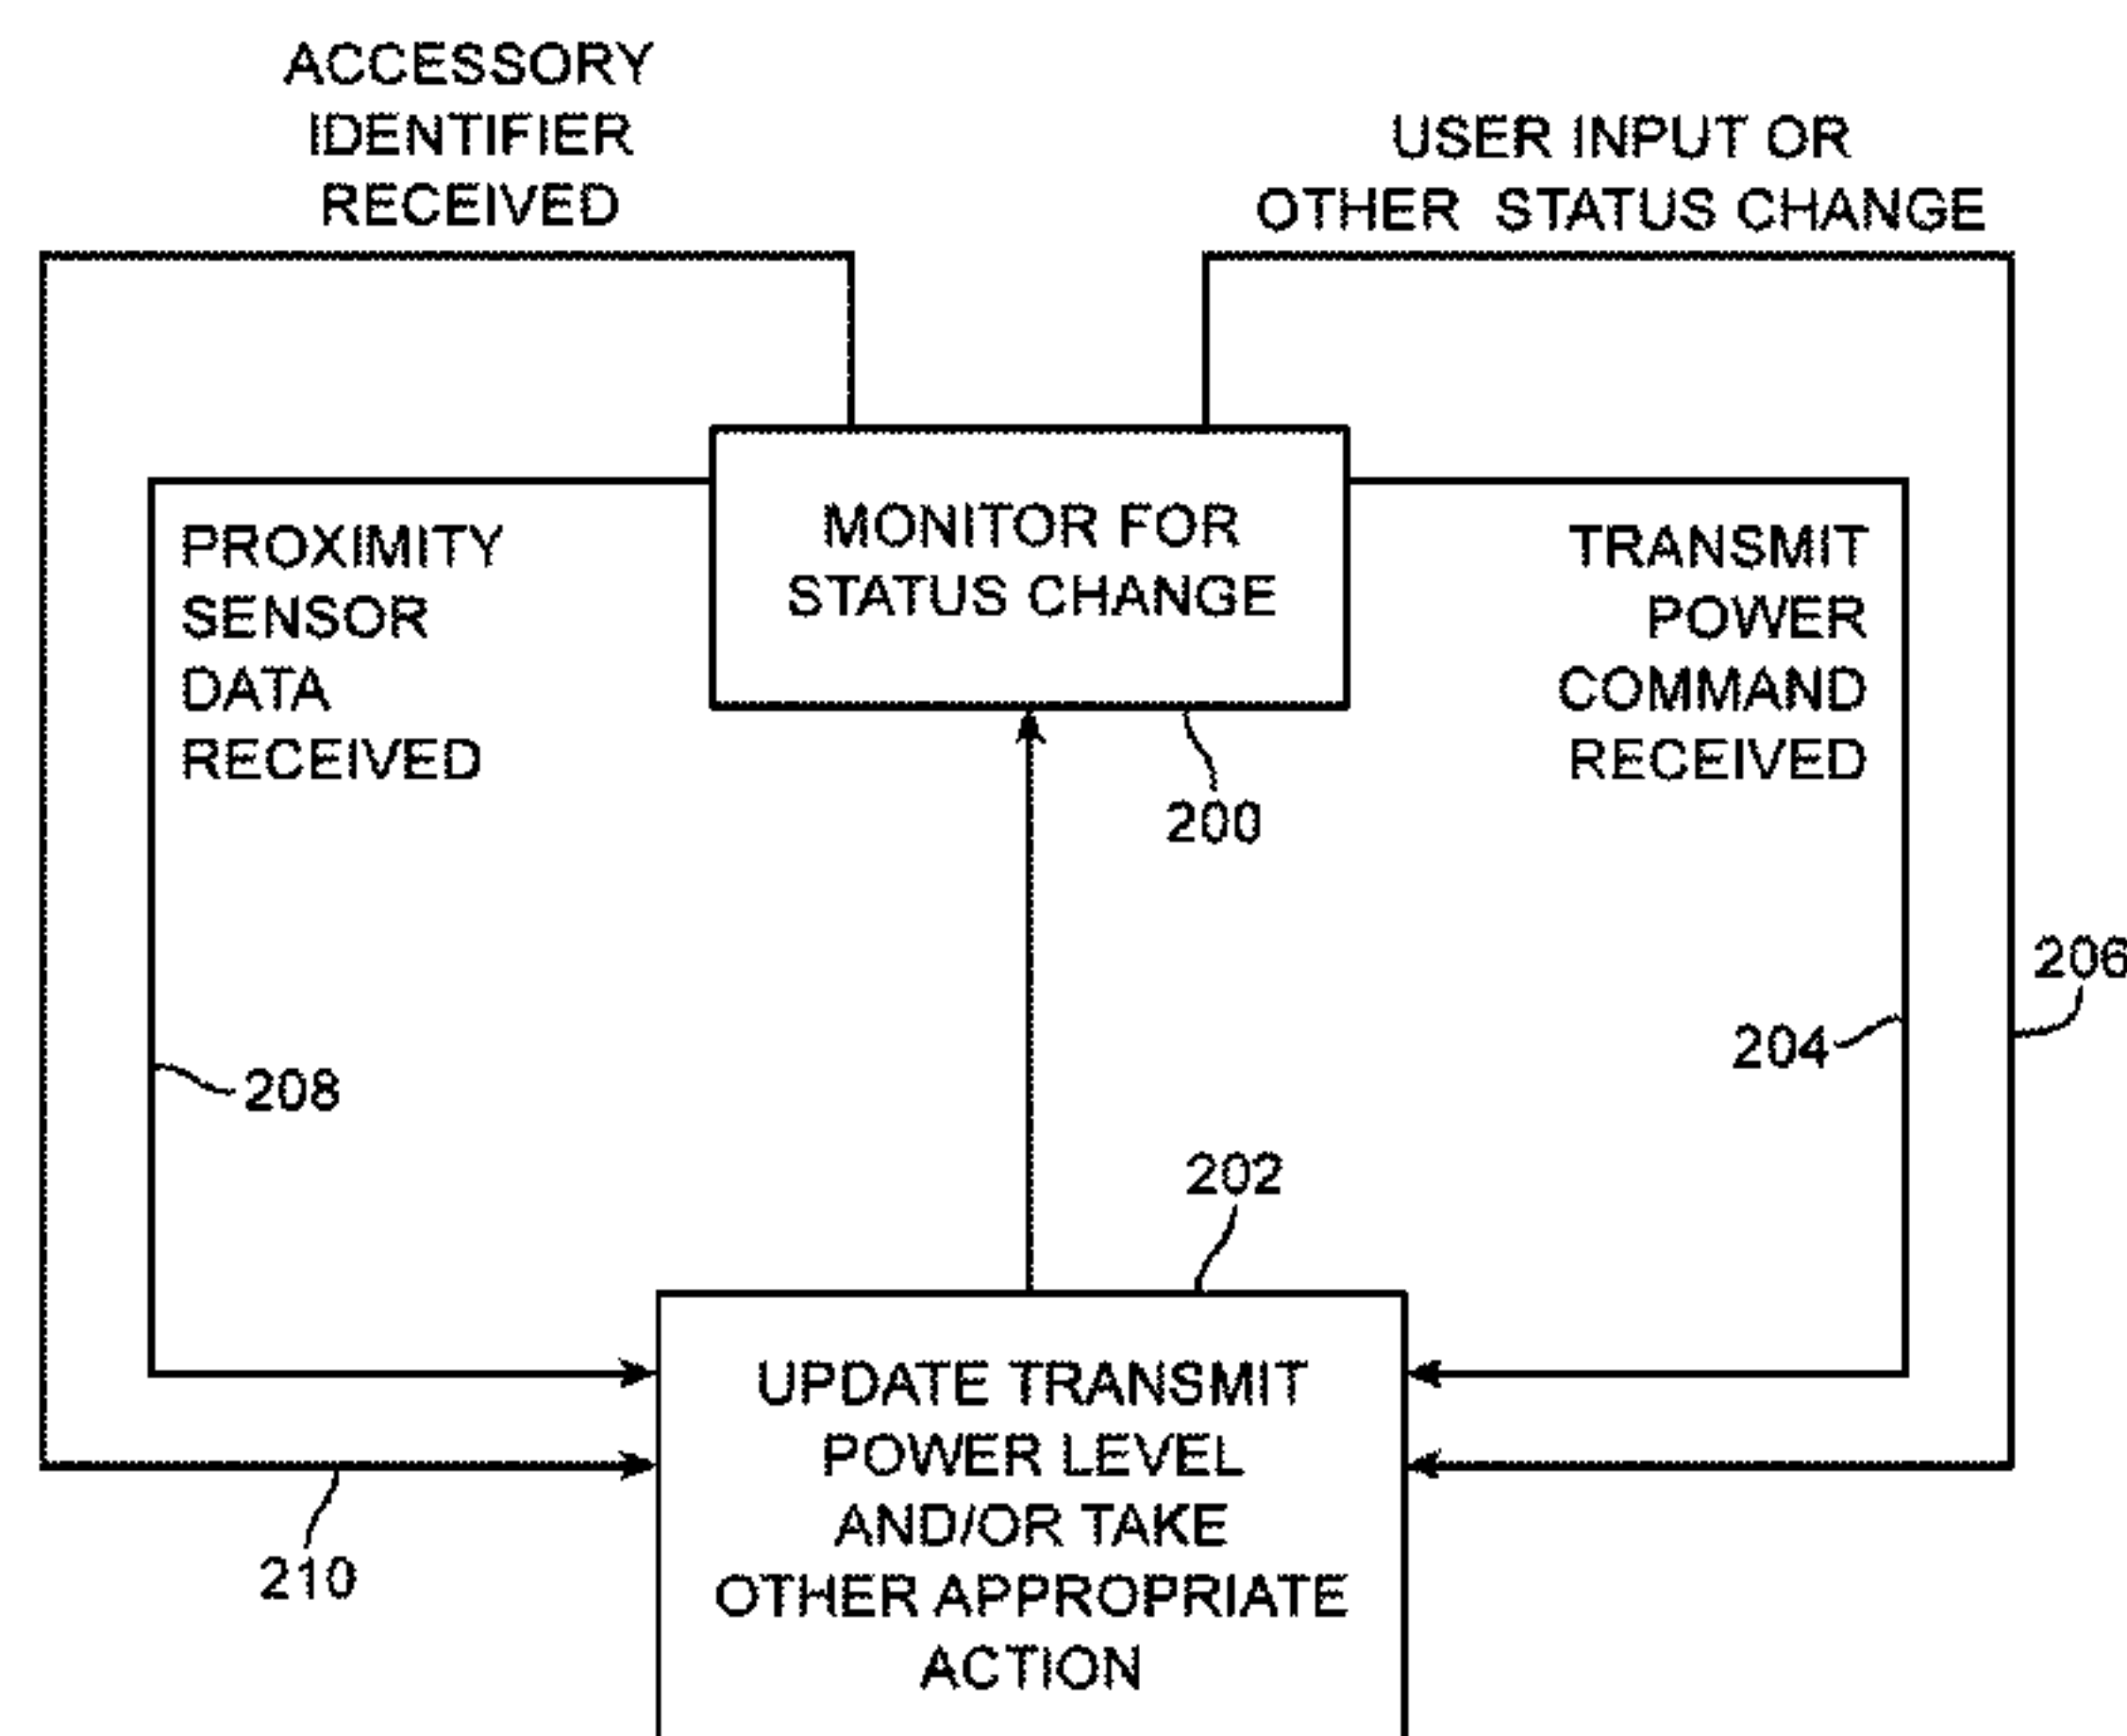 ACCESSORY
IDENTIFIER
RECEIVED
USER INPUT OR
OTHER STATUS CHANGE
PROXIMITY
SENSOR
DATA
RECEIVED
MONITOR FOR
STATUS CHANGE
TRANSMIT
POWER
COMMAND
RECEIVED
200
206
204
208
202
UPDATE TRANSMIT
POWER LEVEL
AND/OR TAKE
OTHER APPROPRIATE
ACTION
210